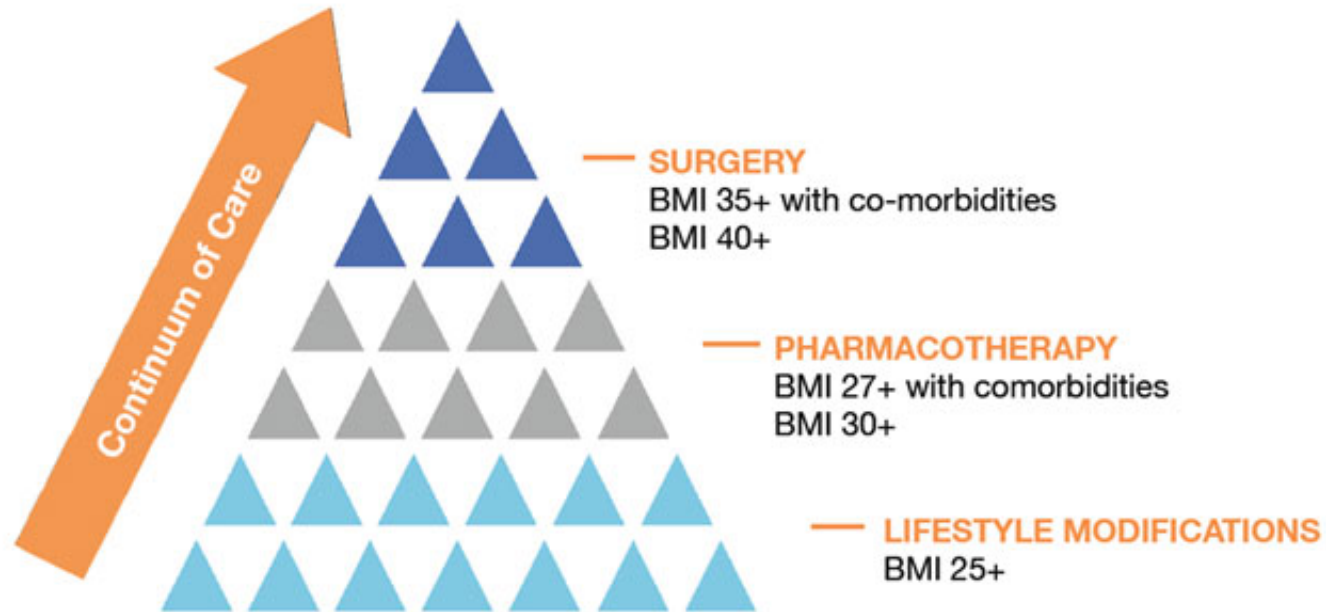 Continuum of Care
SURGERY
BMI 35+ with co-morbidities
BMI 40+
PHARMACOTHERAPY
BMI 27+ with comorbidities
BMI 30+
LIFESTYLE MODIFICATIONS
BMI 25+